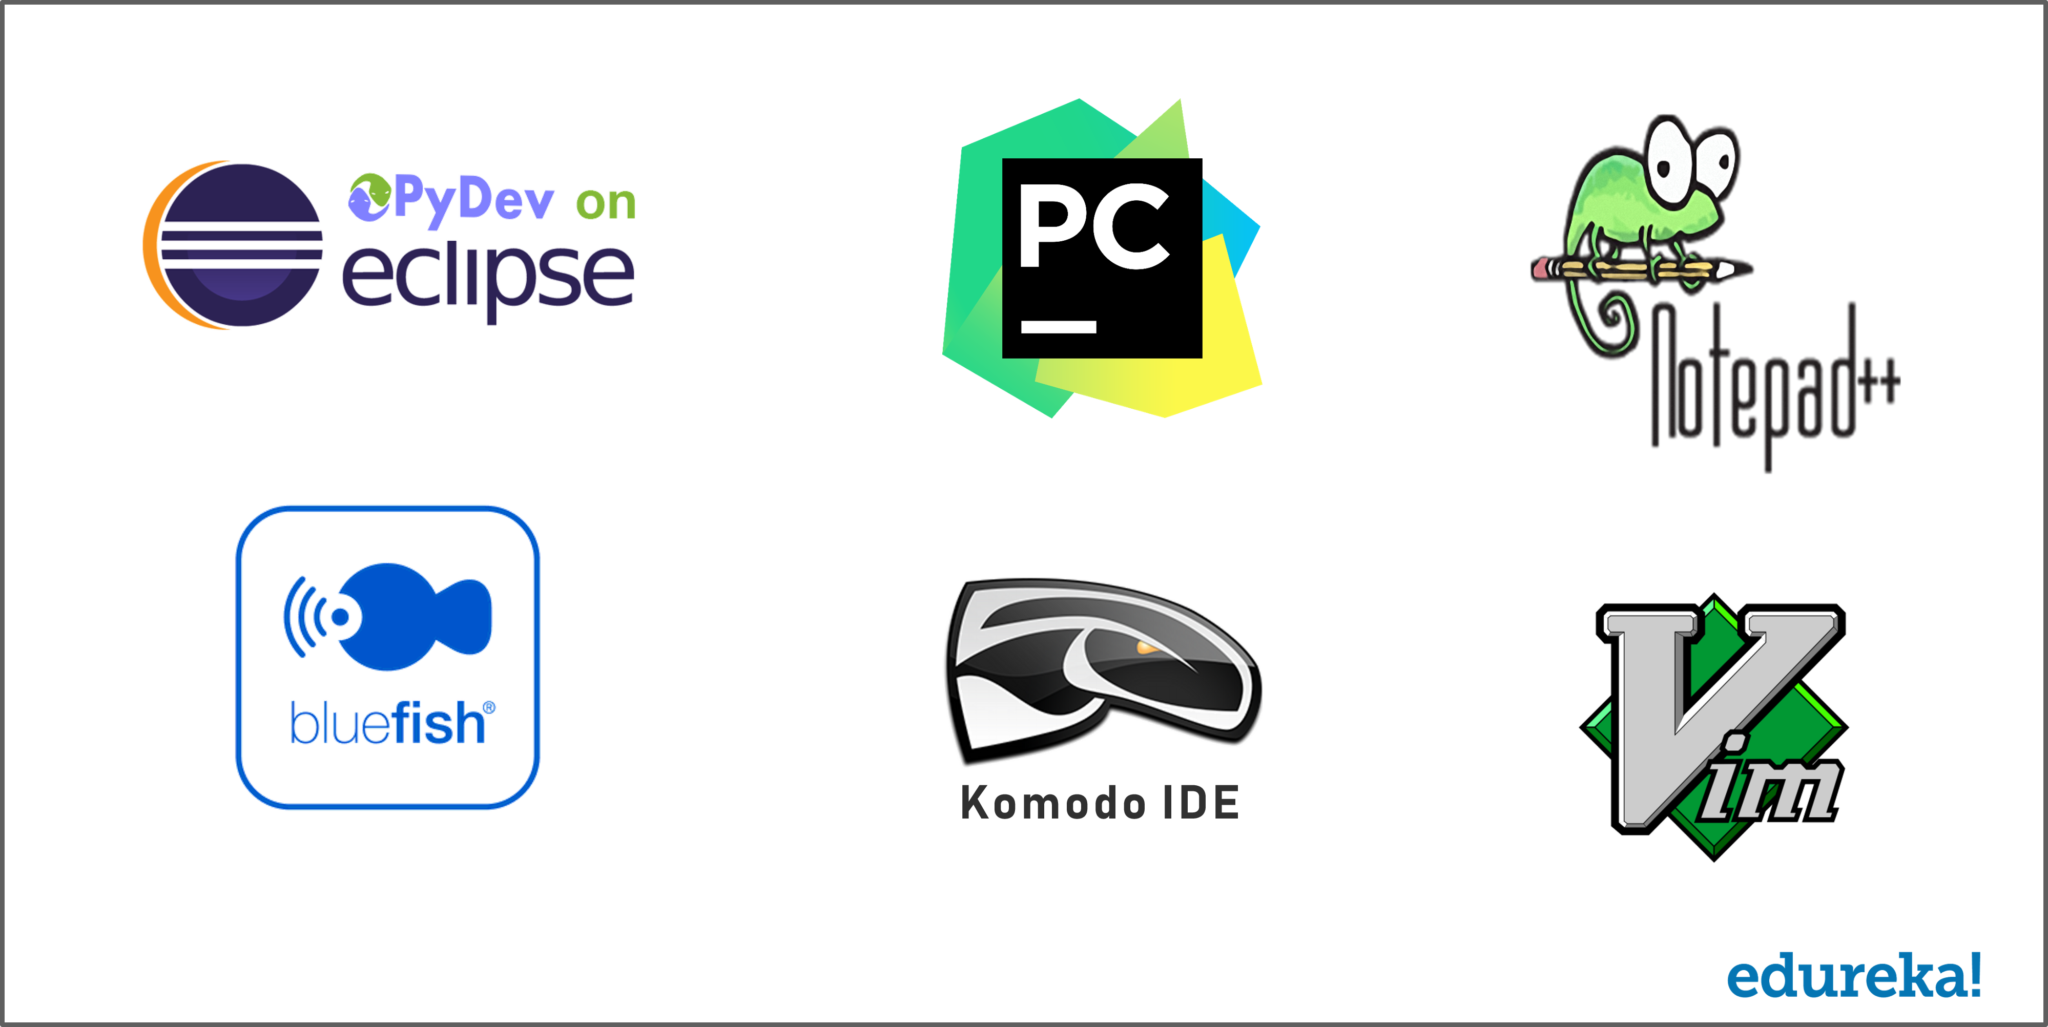 PyDev on
eclipse
PC
Notepad++
bluefish®
Komodo IDE
Vim
edureka!